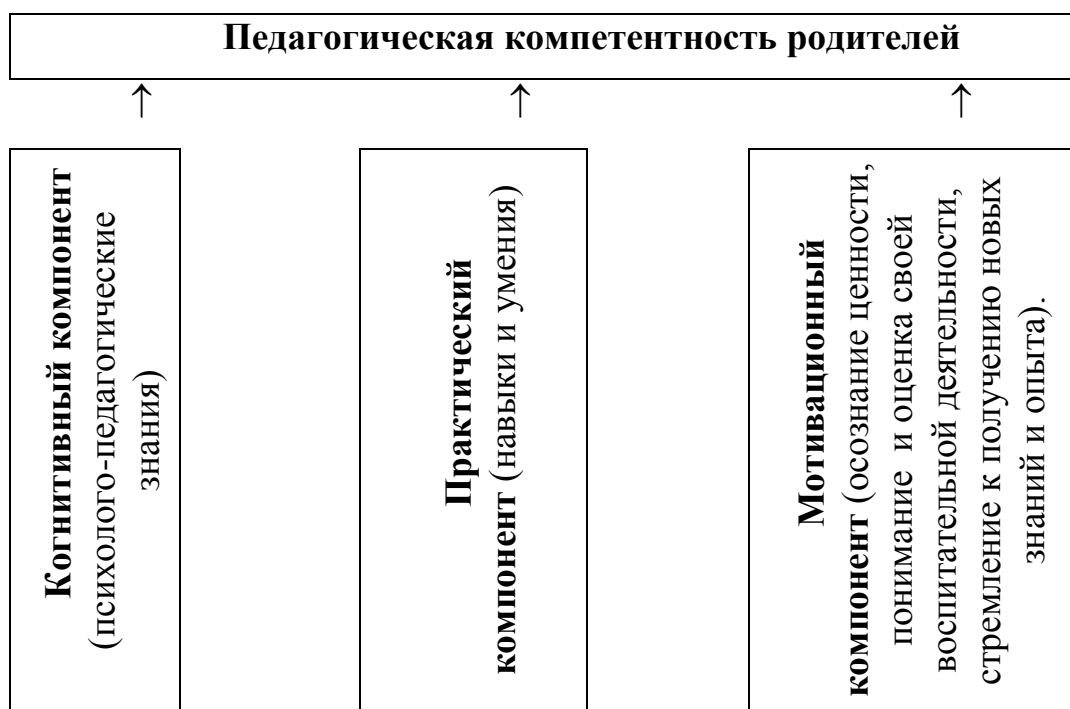 Педагогическая компетентность родителей
Когнитивный компонент
(психолого-педагогические
знания)
Практический
компонент (навыки и умения)
Мотивационный
компонент (осознание ценности,
понимание и оценка своей
воспитательной деятельности,
стремление к получению новых
знаний и опыта).